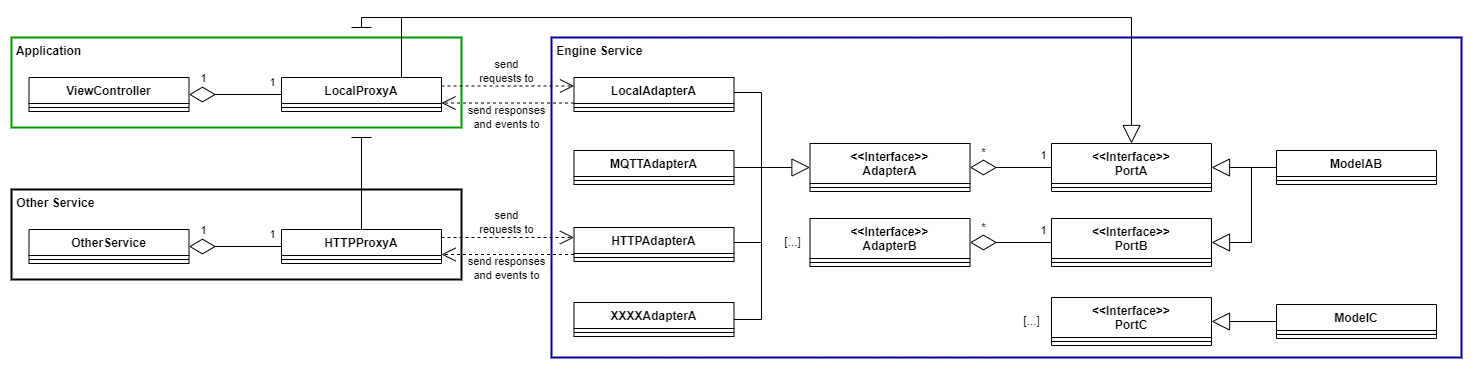 Application
ViewController
1
1
LocalProxyA
send
requests to
send responses
and events to
Other Service
OtherService
1
1
HTTPProxyA
send
requests to
send responses
and events to
Engine Service
LocalAdapterA
MQTTAdapterA
HTTPAdapterA
XXXXAdapterA
<<Interface>>
AdapterA
*
1
<<Interface>>
PortA
ModelAB
[...]
<<Interface>>
AdapterB
*
1
<<Interface>>
PortB
[...]
<<Interface>>
PortC
ModelC